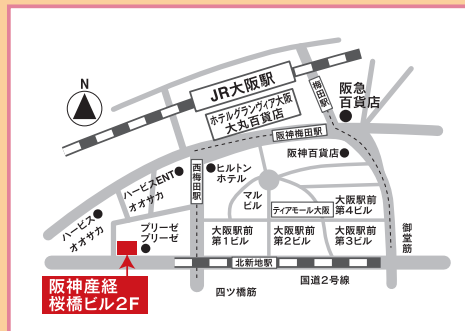 N
JR大阪駅
ホテルグランヴィア大阪
大丸百貨店
梅田駅
阪急
百貨店
阪神梅田駅
阪神百貨店
西梅田駅
ヒルトン
ホテル
ハービスENT
オオサカ
ハービス
オオサカ
マル
ビル
ティアモール大阪
大阪駅前
第4ビル
ブリーゼ
ブリーゼ
大阪駅前
第1ビル
大阪駅前
第2ビル
大阪駅前
第3ビル
御堂筋
北新地駅
阪神産経
桜橋ビル2F
四ツ橋筋
国道2号線